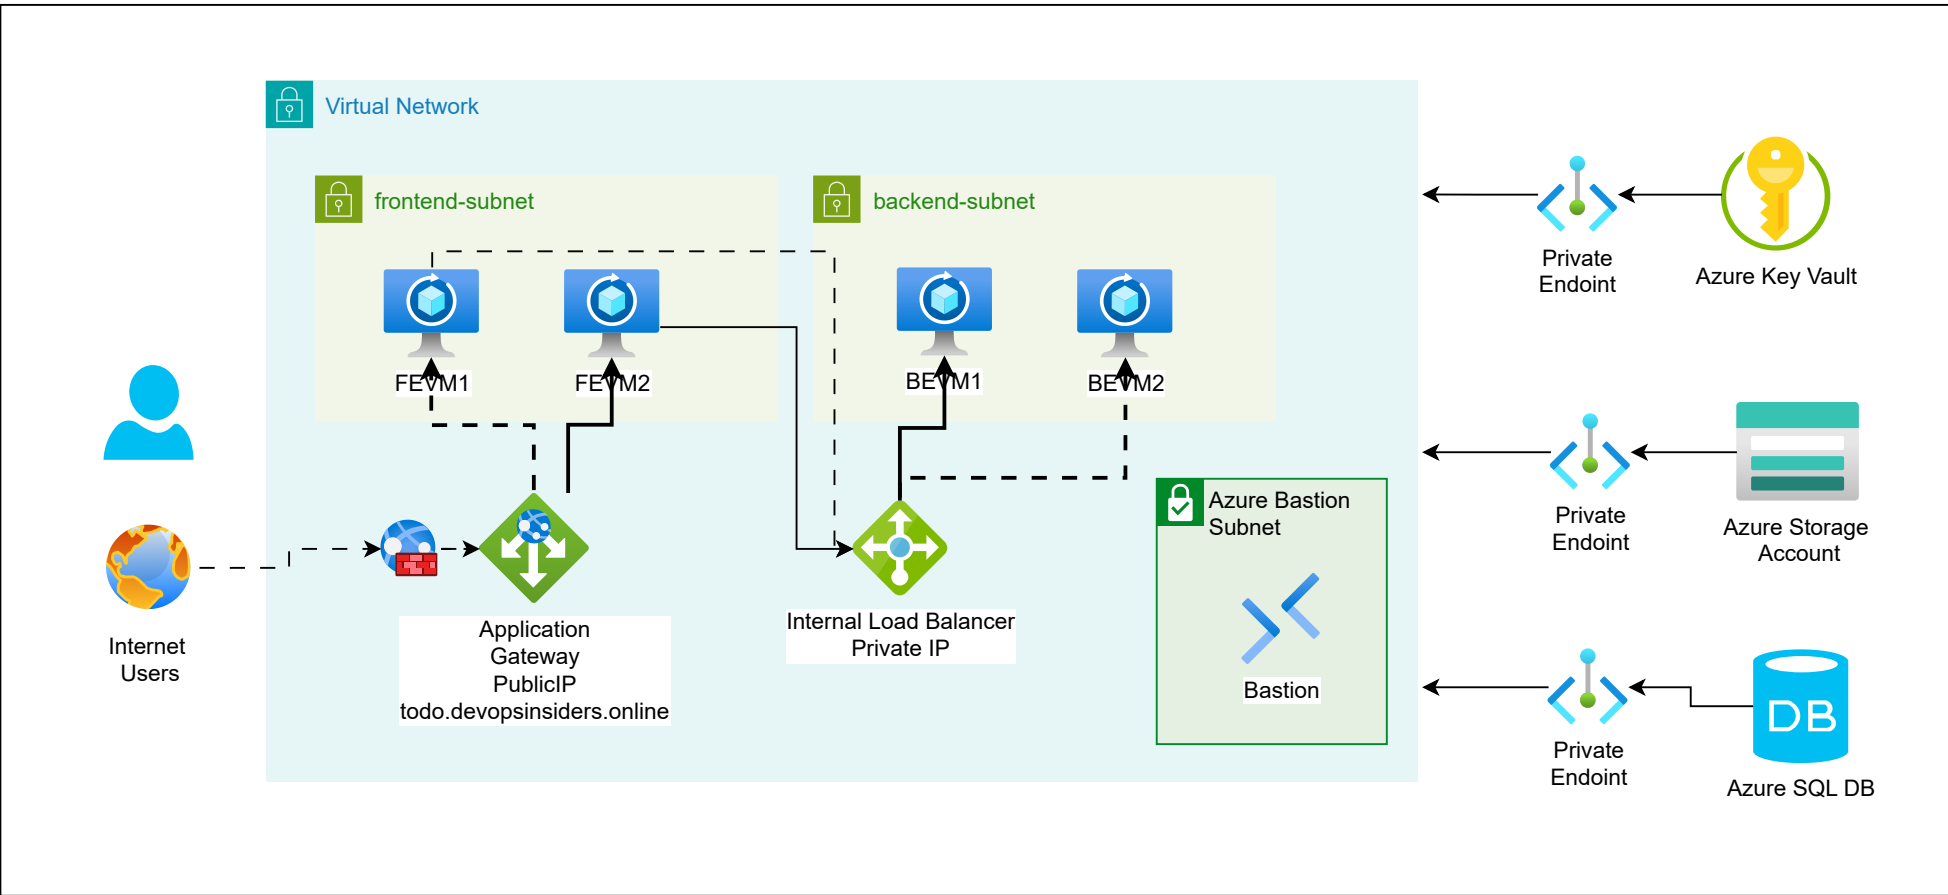 Virtual Network
frontend-subnet
backend-subnet
FEVM1
FEVM2
BEVM1
BEVM2
Internet
Users
Application
Gateway
PublicIP
todo.devopsinsiders.online
Internal Load Balancer
Private IP
Azure Bastion
Subnet
Bastion
Private
Endoint
Azure Key Vault
Private
Endoint
Azure Storage
Account
Private
Endoint
DB
Azure SQL DB